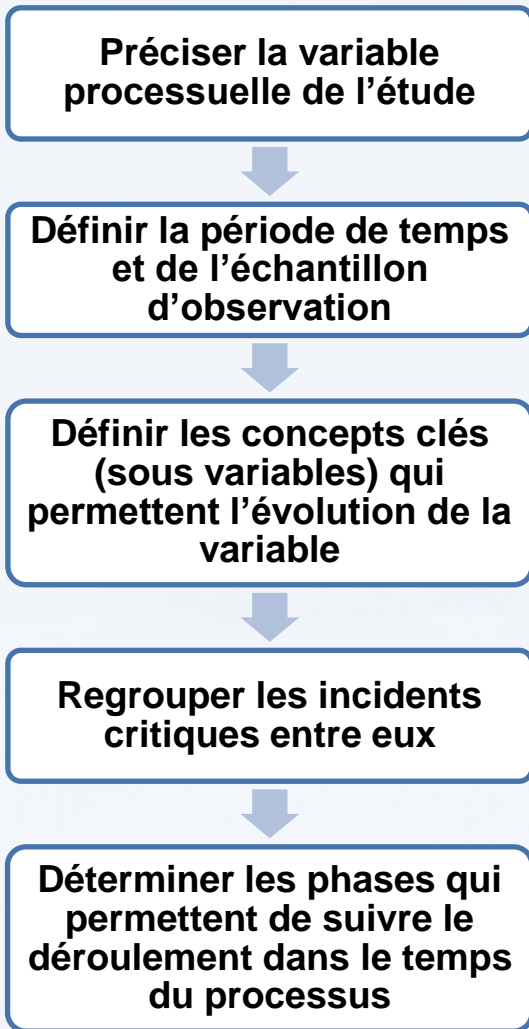 Préciser la variable
processuelle de l’étude
Définir la période de temps
et de l’échantillon
d’observation
Définir les concepts clés
(sous variables) qui
permettent l’évolution de la
variable
Regrouper les incidents
critiques entre eux
Déterminer les phases qui
permettent de suivre le
déroulement dans le temps
du processus